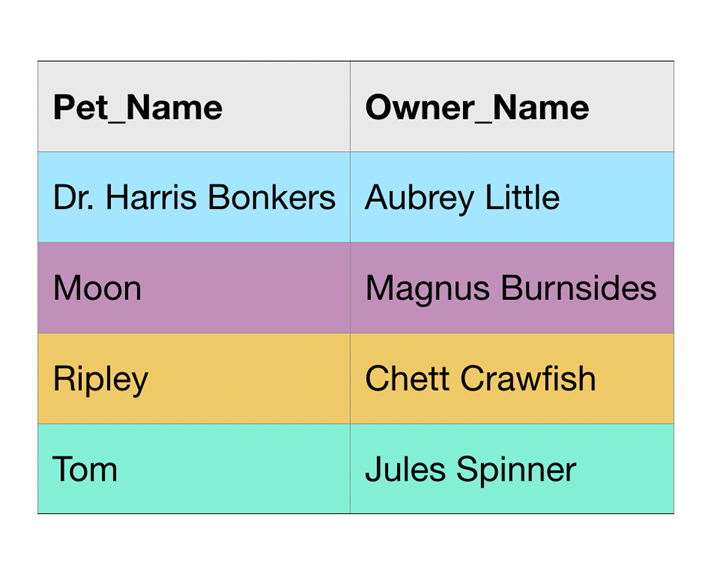 Pet_Name Owner_Name
Dr. Harris Bonkers Aubrey Little
Moon Magnus Burnsides
Ripley Chett Crawfish
Tom Jules Spinner